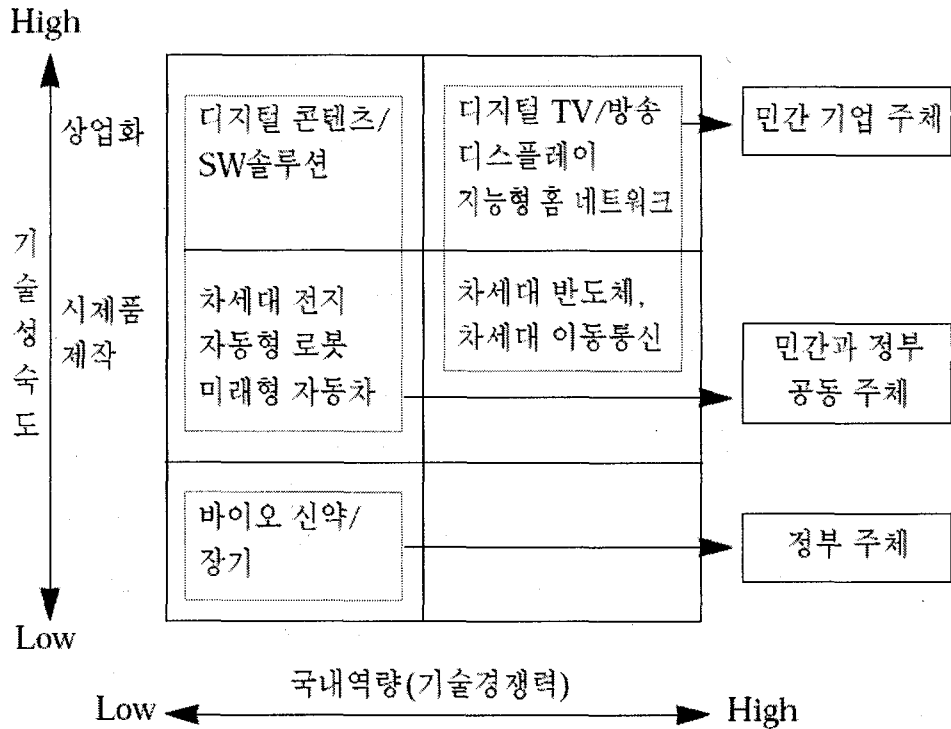 High
상업화
디지털 콘텐츠/
SW솔루션
디지털 TV/방송
디스플레이
지능형 홈 네트워크
민간 기업 주체
기술성숙도
시제품
제작
차세대 전지
자동형 로봇
미래형 자동차
차세대 반도체,
차세대 이동통신
민간과 정부
공동 주체
바이오 신약/
장기
정부 주체
Low
국내역량(기술경쟁력)
Low
High